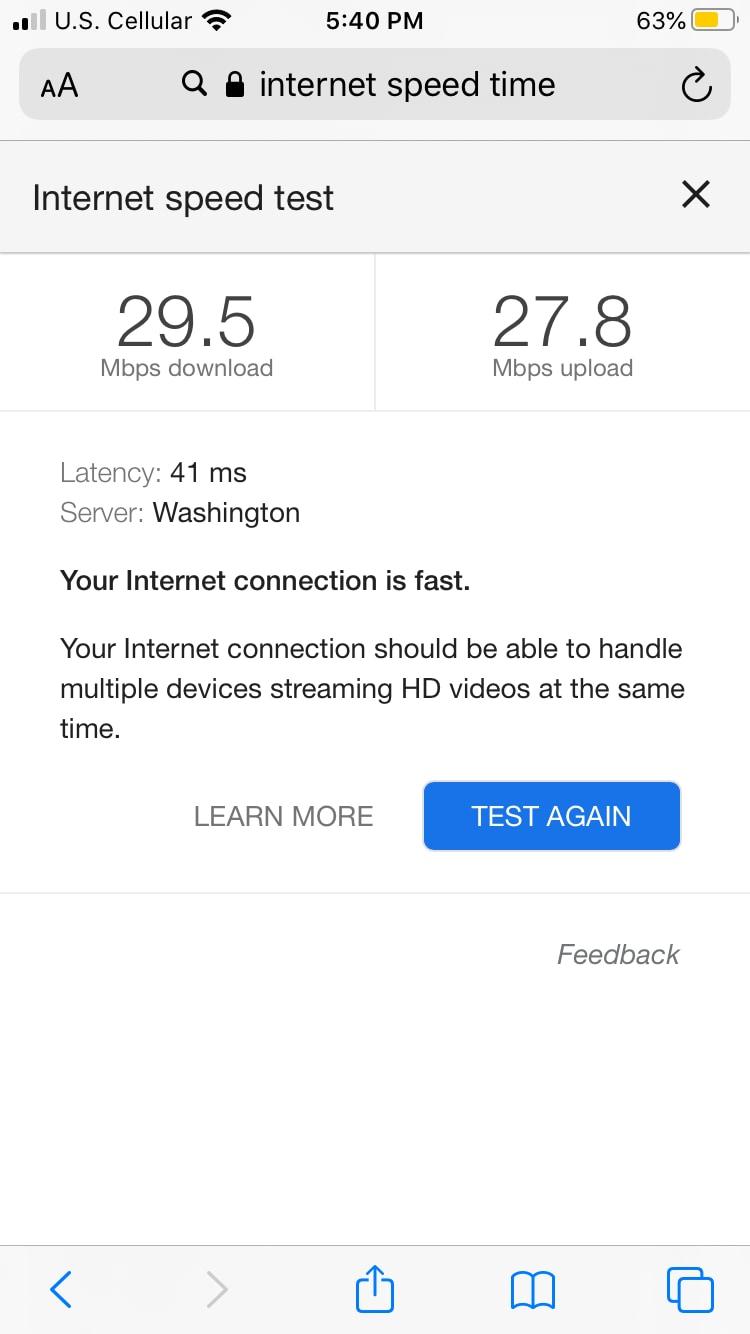 U.S. Cellular 5:40 PM 63%
AA internet speed time
Internet speed test
29.5 27.8
Mbps download Mbps upload
Latency: 41 ms
Server: Washington
Your Internet connection is fast.
Your Internet connection should be able to handle
multiple devices streaming HD videos at the same
time.
LEARN MORE TEST AGAIN
Feedback